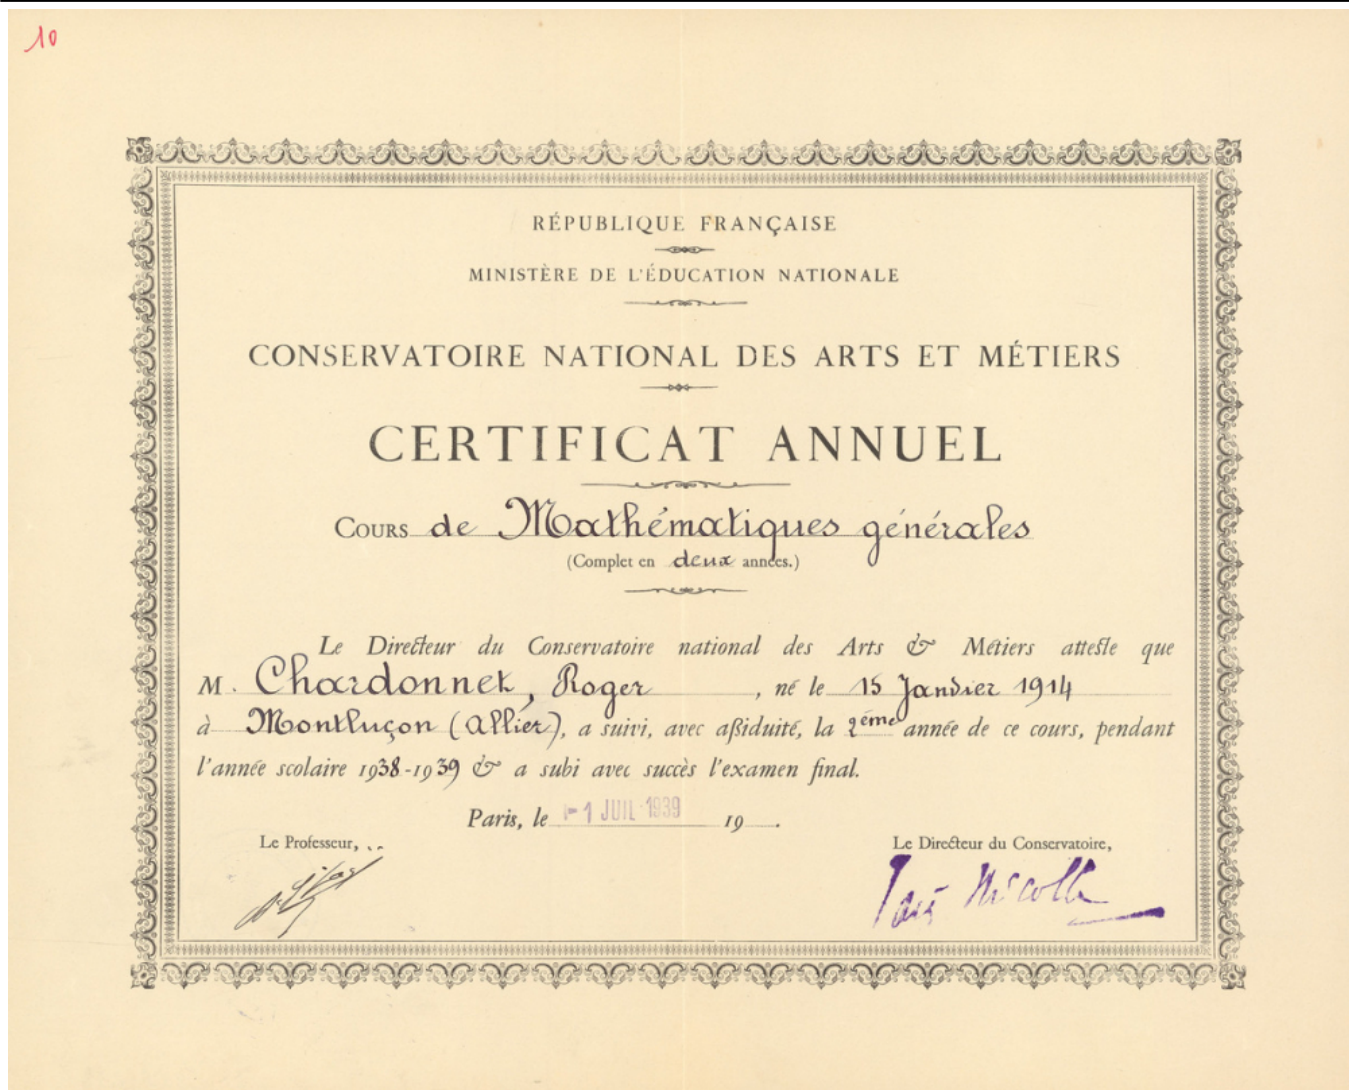 10
RÉPUBLIQUE FRANÇAISE
MINISTÈRE DE L'ÉDUCATION NATIONALE
CONSERVATOIRE NATIONAL DES ARTS ET MÉTIERS
CERTIFICAT ANNUEL
COURS de Mathématiques générales
(Complet en deux années.)
Le Directeur du Conservatoire national des Arts & Métiers atteste que
M. Chardonnet, Roger, né le 15 Janvier 1914
à Montluçon (Allier), a suivi, avec assiduité, la 2ème année de ce cours, pendant
l'année scolaire 1938-1939 & a subi avec succès l'examen final.
Paris, le -1 JUIL 1939 19 .
Le Professeur,
Le Directeur du Conservatoire,
Nicolle